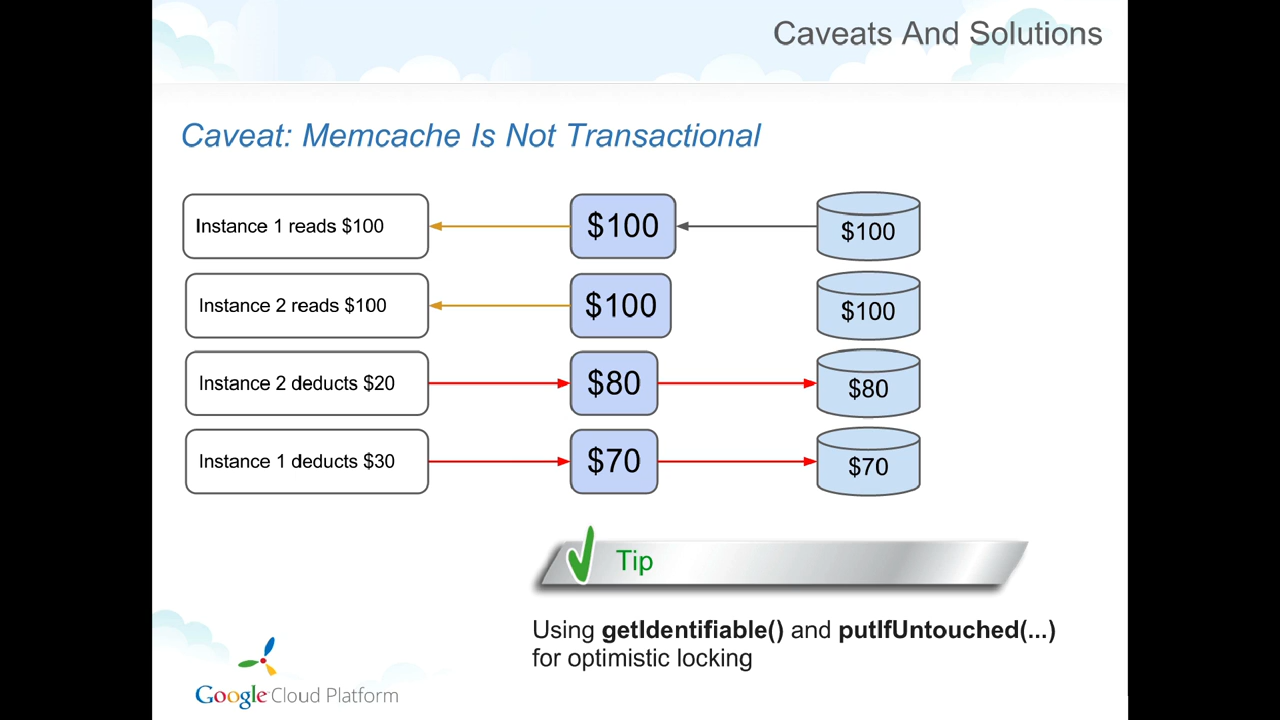 Caveats And Solutions
Caveat: Memcache Is Not Transactional
Instance 1 reads $100
$100
$100
Instance 2 reads $100
$100
$100
Instance 2 deducts $20
$80
$80
Instance 1 deducts $30
$70
$70
Tip
Using getIdentifiable() and putIfUntouched(...)
for optimistic locking
Google Cloud Platform